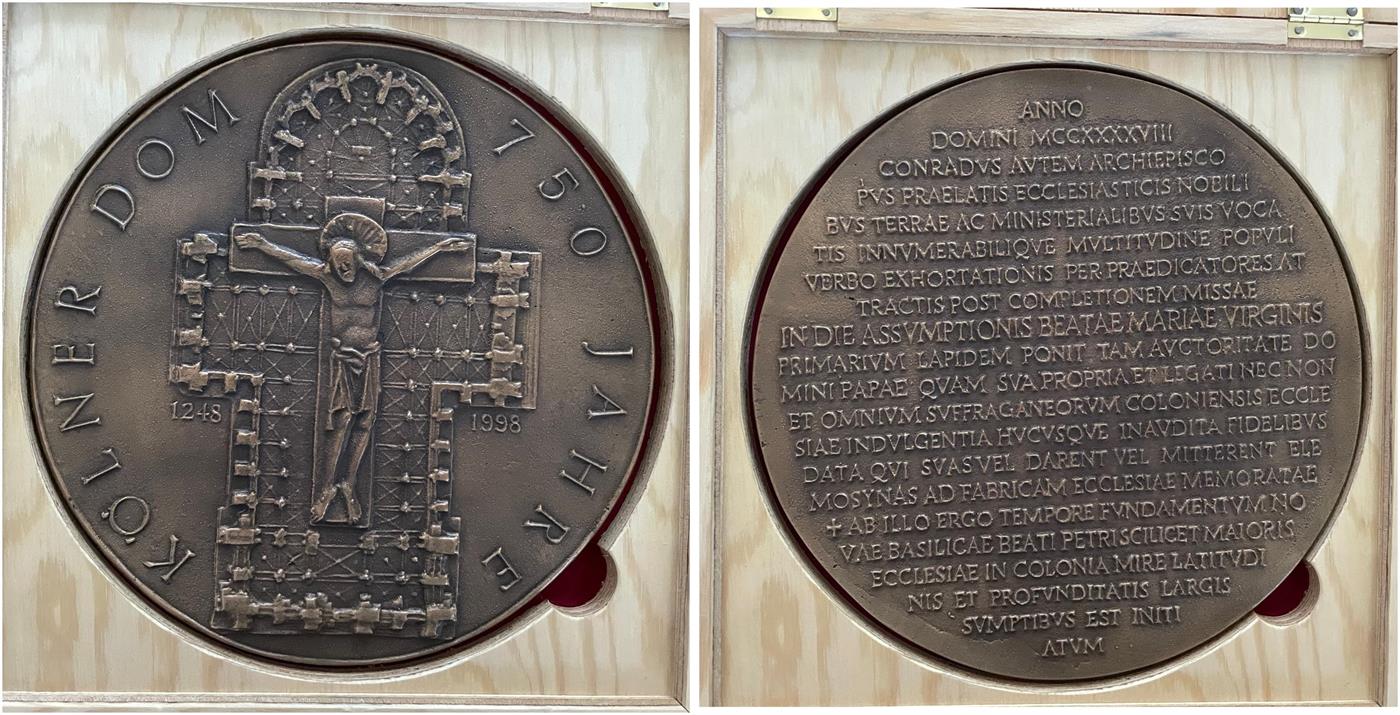 KÖLNER DOM 750 JAHRE
1248 1998
ANNO
DOMINI MCCXXXXVIII
CONRADVS AVTEM ARCHIEPISCO
PVS PRAELATIS ECCLESIASTICIS NOBILI
BVS TERRAE AC MINISTERIALIBVS SVIS VOCA
TIS INNVMERABILIQVE MVLTITVDINE POPVLI
VERBO EXHORTATIONIS PER PRAEDICATORES AT
TRACTIS POST COMPLETIONEM MISSAE
IN DIE ASSVMPTIONIS BEATAE MARIAE VIRGINIS
PRIMARIVM LAPIDEM PONIT TAM AVCTORITATE DO
MINI PAPAE QVAM SVA PROPRIA ET LEGATI NEC NON
ET OMNIVM SVFFRAGANEORVM COLONIENSIS ECCLE
SIAE INDVLGENTIA HVCVSQVE INAVDITA FIDELIBVS
DATA QVI SVAS VEL DARENT VEL MITTERENT ELE
MOSYNAS AD FABRICAM ECCLESIAE MEMORATAE
+ AB ILLO ERGO TEMPORE FVNDAMENTVM NO
VAE BASILICAE BEATI PETRI SCILICET MAIORIS
ECCLESIAE IN COLONIA MIRE LATITVDI
NIS ET PROFVNDITATIS LARGIS
SVMPTIBVS EST INITI
ATVM